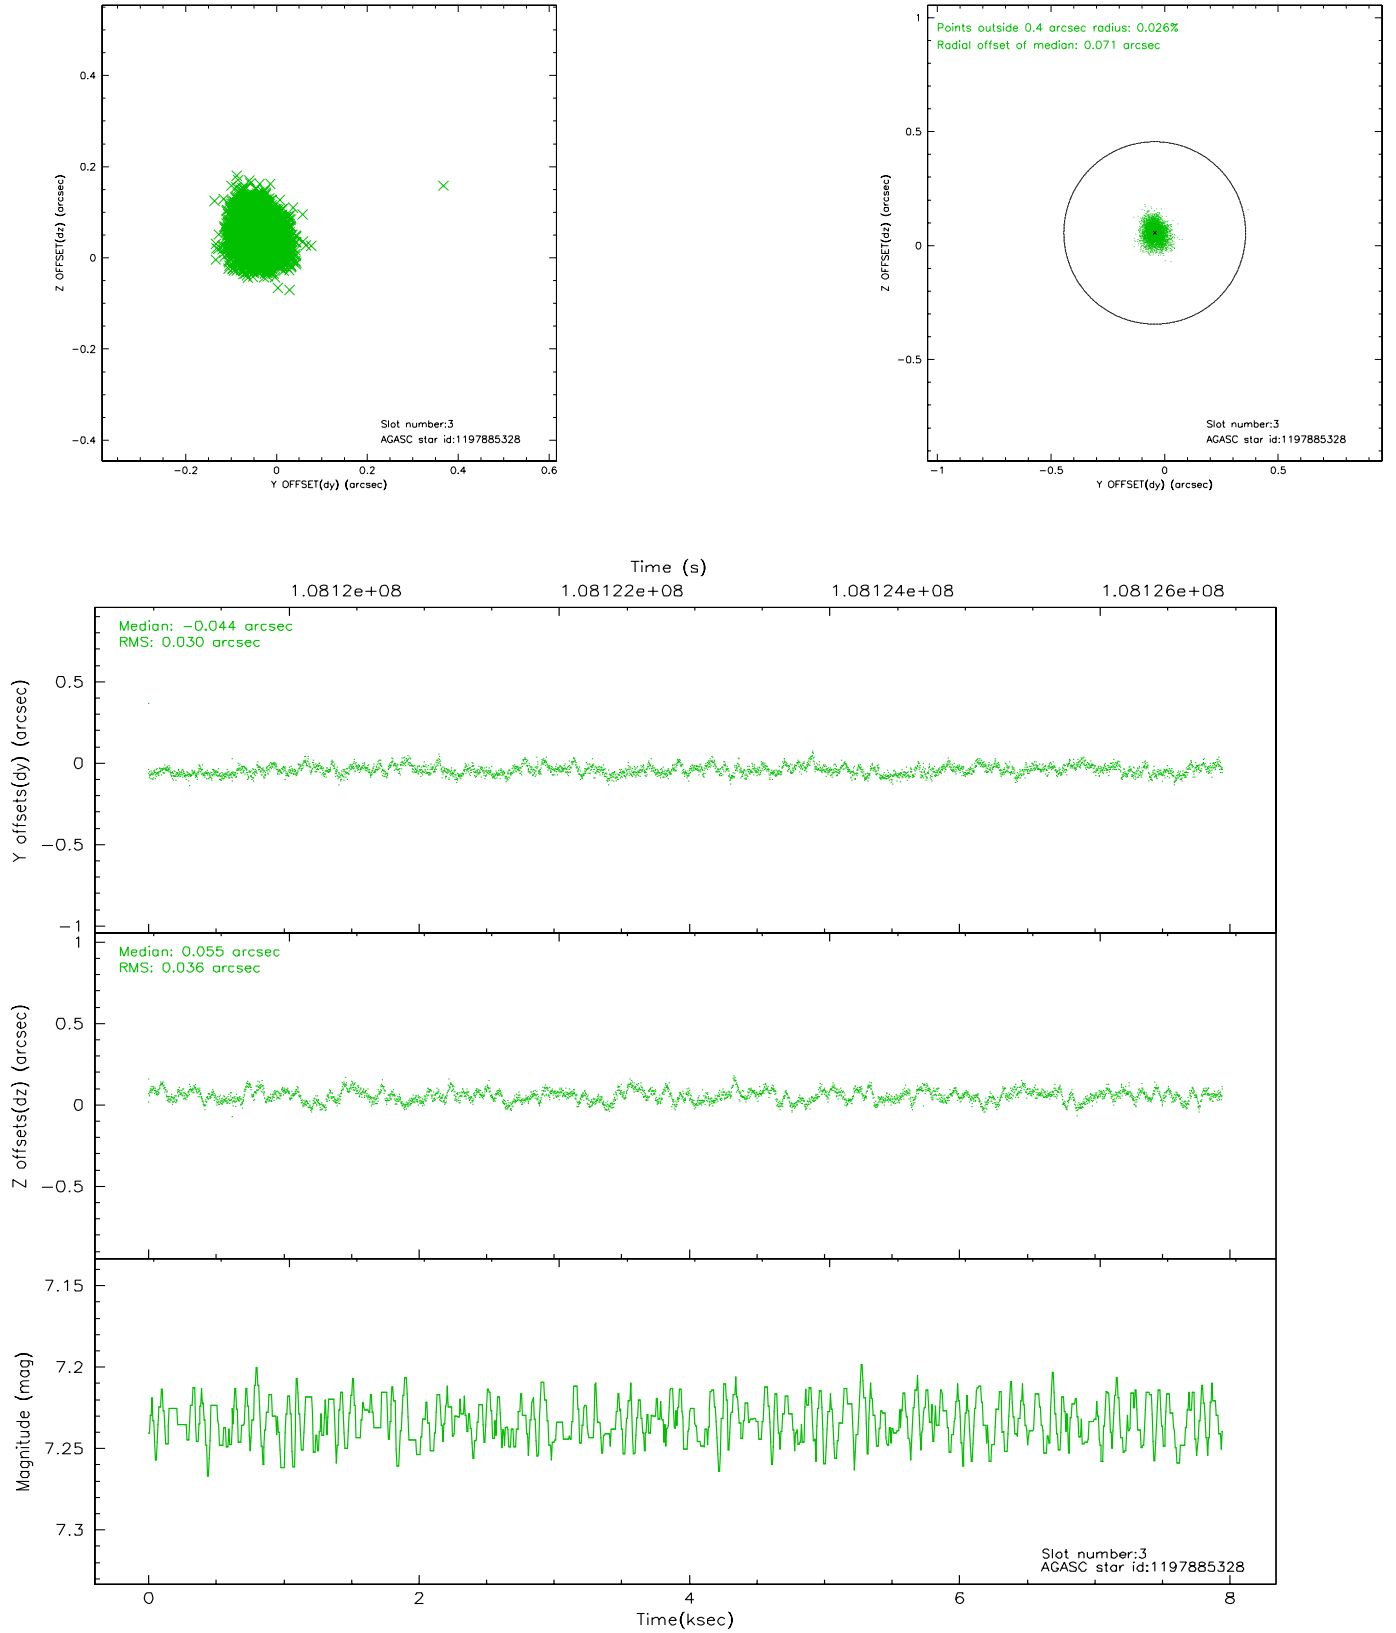 0.4
0.2
0
-0.2
-0.4
Z OFFSET(dz) (arcsec)
Slot number:3
AGASC star id:1197885328
-0.2 0 0.2 0.4 0.6
Y OFFSET(dy) (arcsec)
Points outside 0.4 arcsec radius: 0.026%
Radial offset of median: 0.071 arcsec
1
0.5
0
-0.5
Z OFFSET(dz) (arcsec)
Slot number:3
AGASC star id:1197885328
-1 -0.5 0 0.5
Y OFFSET(dy) (arcsec)
Time (s)
1.0812e+08 1.08122e+08 1.08124e+08 1.08126e+08
Median: -0.044 arcsec
RMS: 0.030 arcsec
0.5
0
-0.5
-1
Y offsets(dy) (arcsec)
Median: 0.055 arcsec
RMS: 0.036 arcsec
1
0.5
0
-0.5
Z offsets(dz) (arcsec)
7.15
7.2
7.25
7.3
Magnitude (mag)
Slot number:3
AGASC star id:1197885328
0 2 4 6 8
Time(ksec)